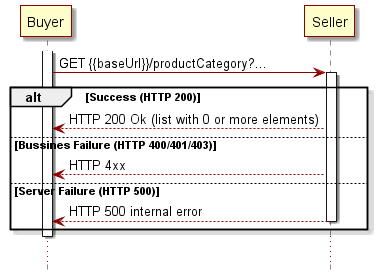 Buyer
Seller
GET {{baseUrl}}/productCategory?...
alt
[Success (HTTP 200)]
HTTP 200 Ok (list with 0 or more elements)
[Bussines Failure (HTTP 400/401/403)]
HTTP 4xx
[Server Failure (HTTP 500)]
HTTP 500 internal error